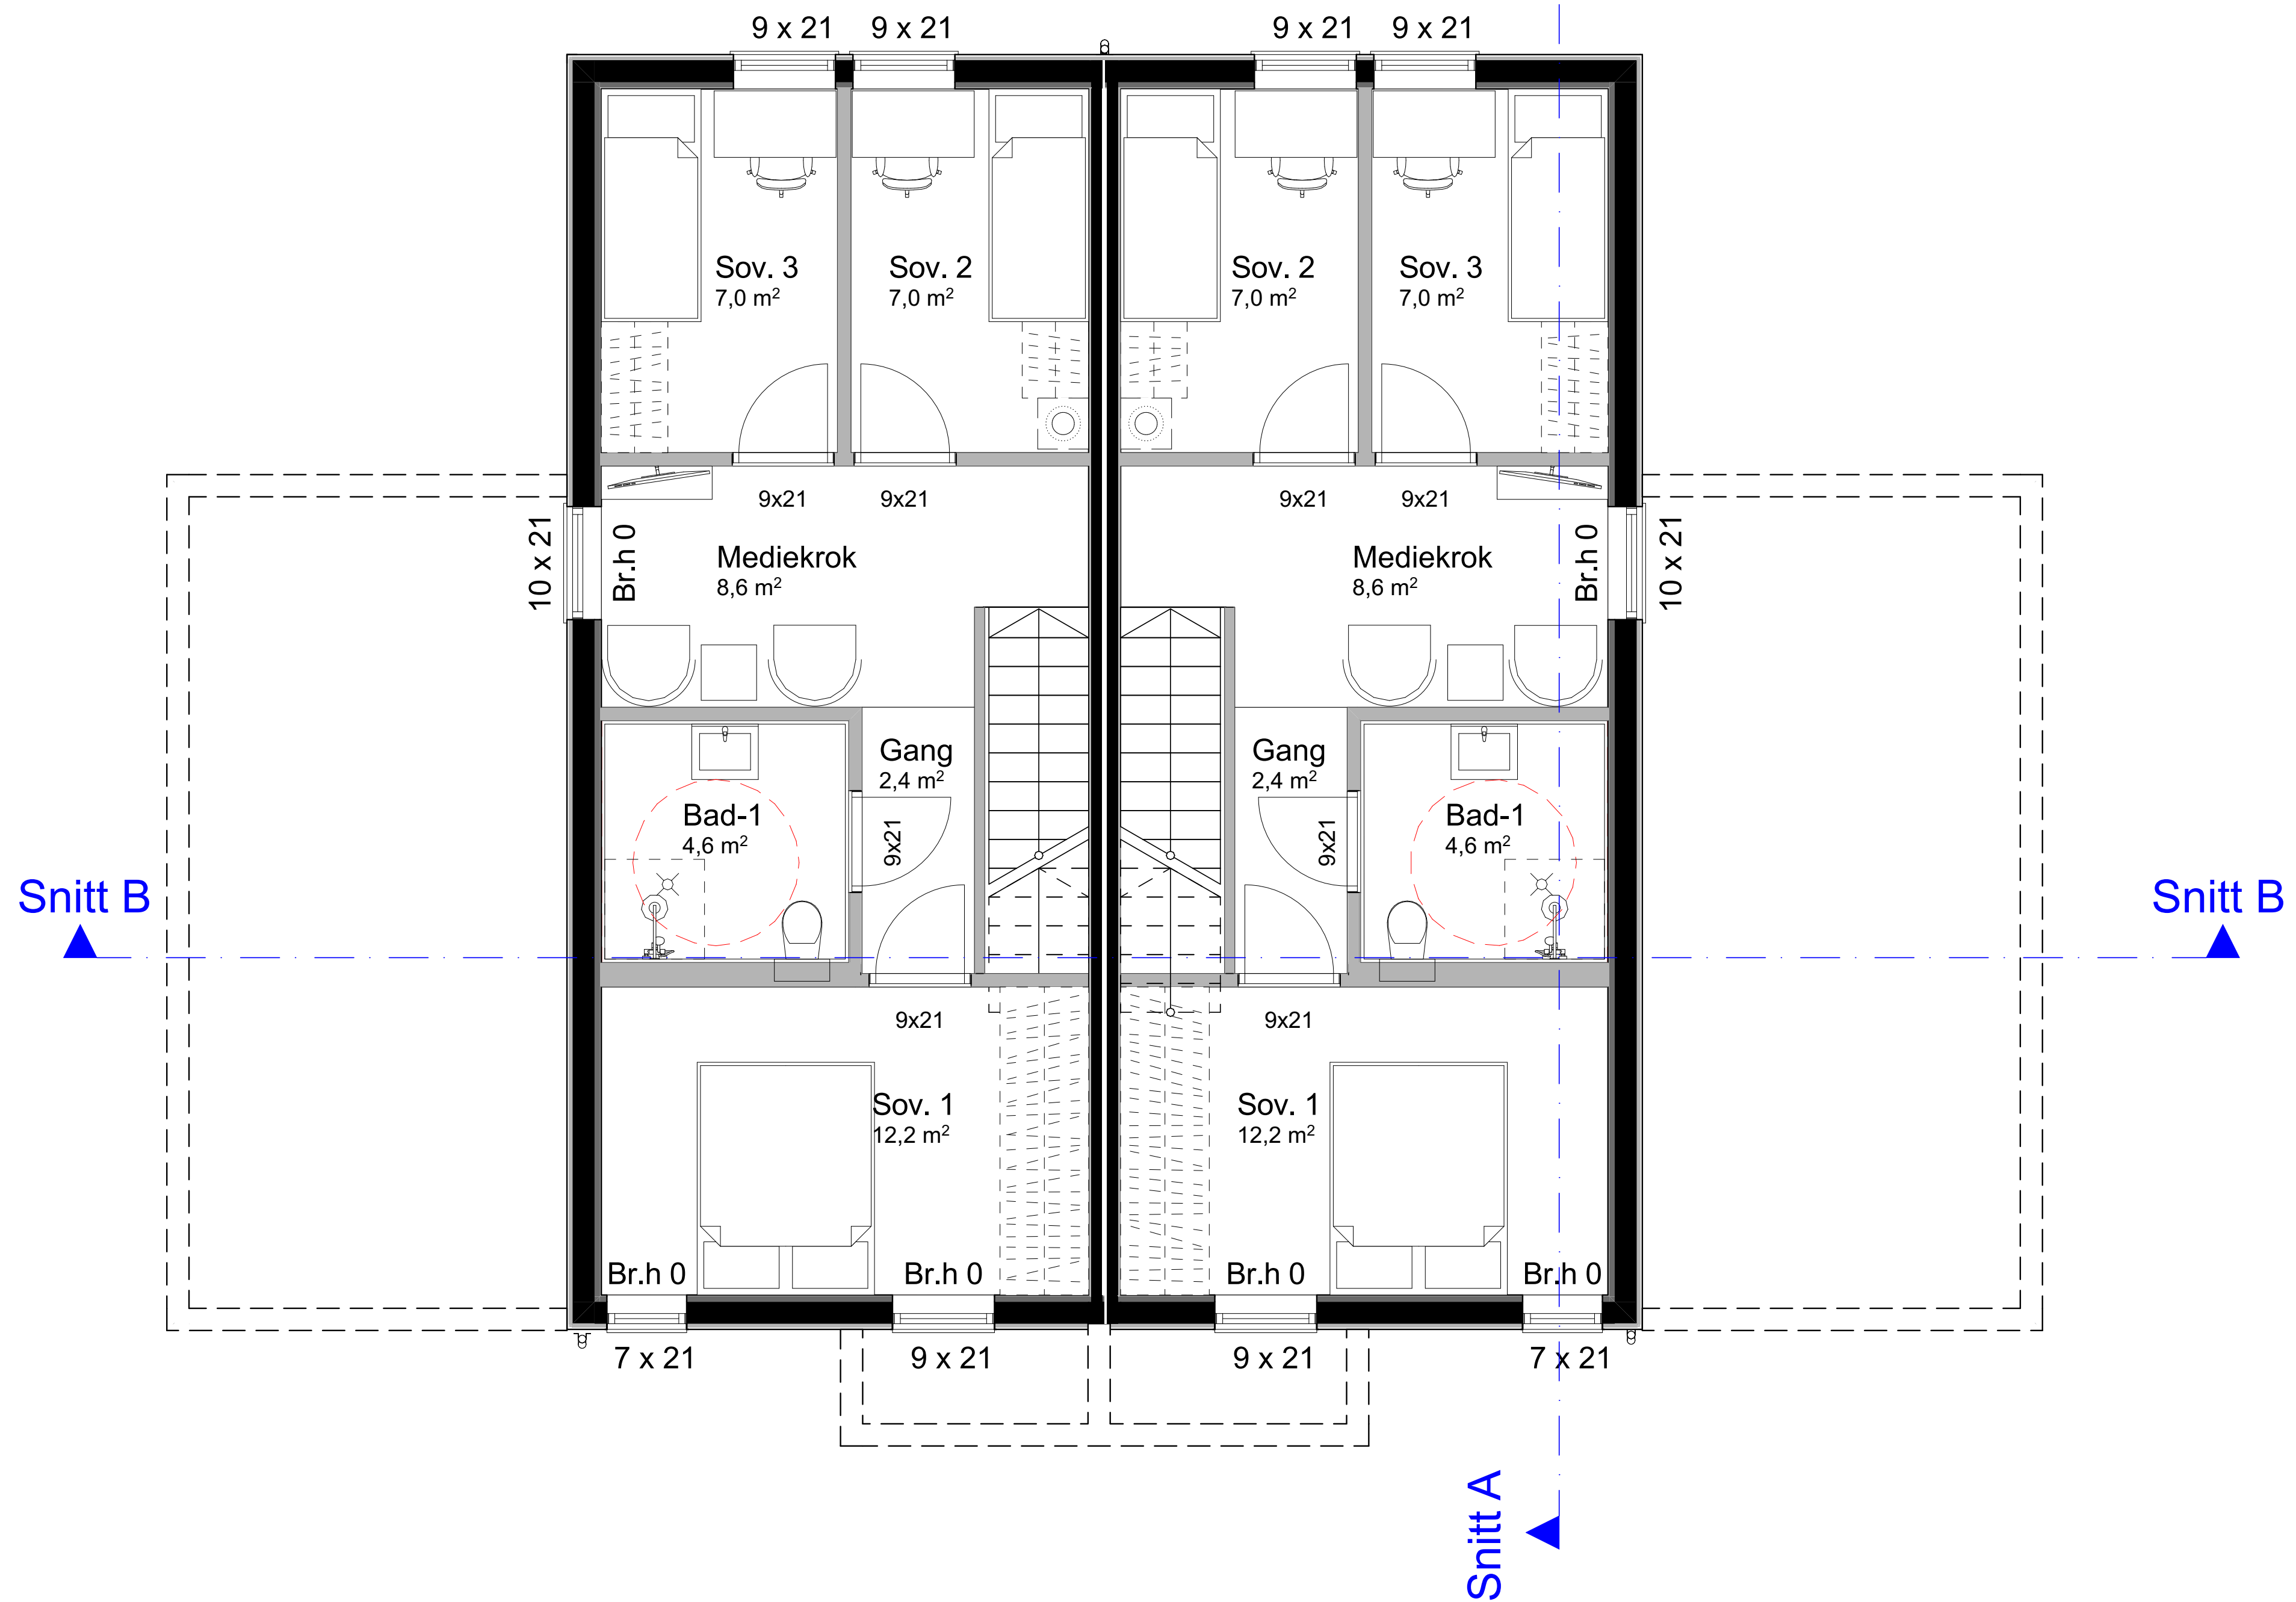 9 x 21
9 x 21
9 x 21
9 x 21
Sov. 3
7,0 m²
Sov. 2
7,0 m²
Sov. 2
7,0 m²
Sov. 3
7,0 m²
9x21
9x21
9x21
9x21
10 x 21
Br.h 0
Mediekrok
8,6 m²
Mediekrok
8,6 m²
Br.h 0
10 x 21
Gang
2,4 m²
Gang
2,4 m²
Bad-1
4,6 m²
9x21
9x21
Bad-1
4,6 m²
Snitt B
Snitt B
9x21
9x21
Sov. 1
12,2 m²
Sov. 1
12,2 m²
Br.h 0
Br.h 0
Br.h 0
Br.h 0
7 x 21
9 x 21
9 x 21
7 x 21
Snitt A